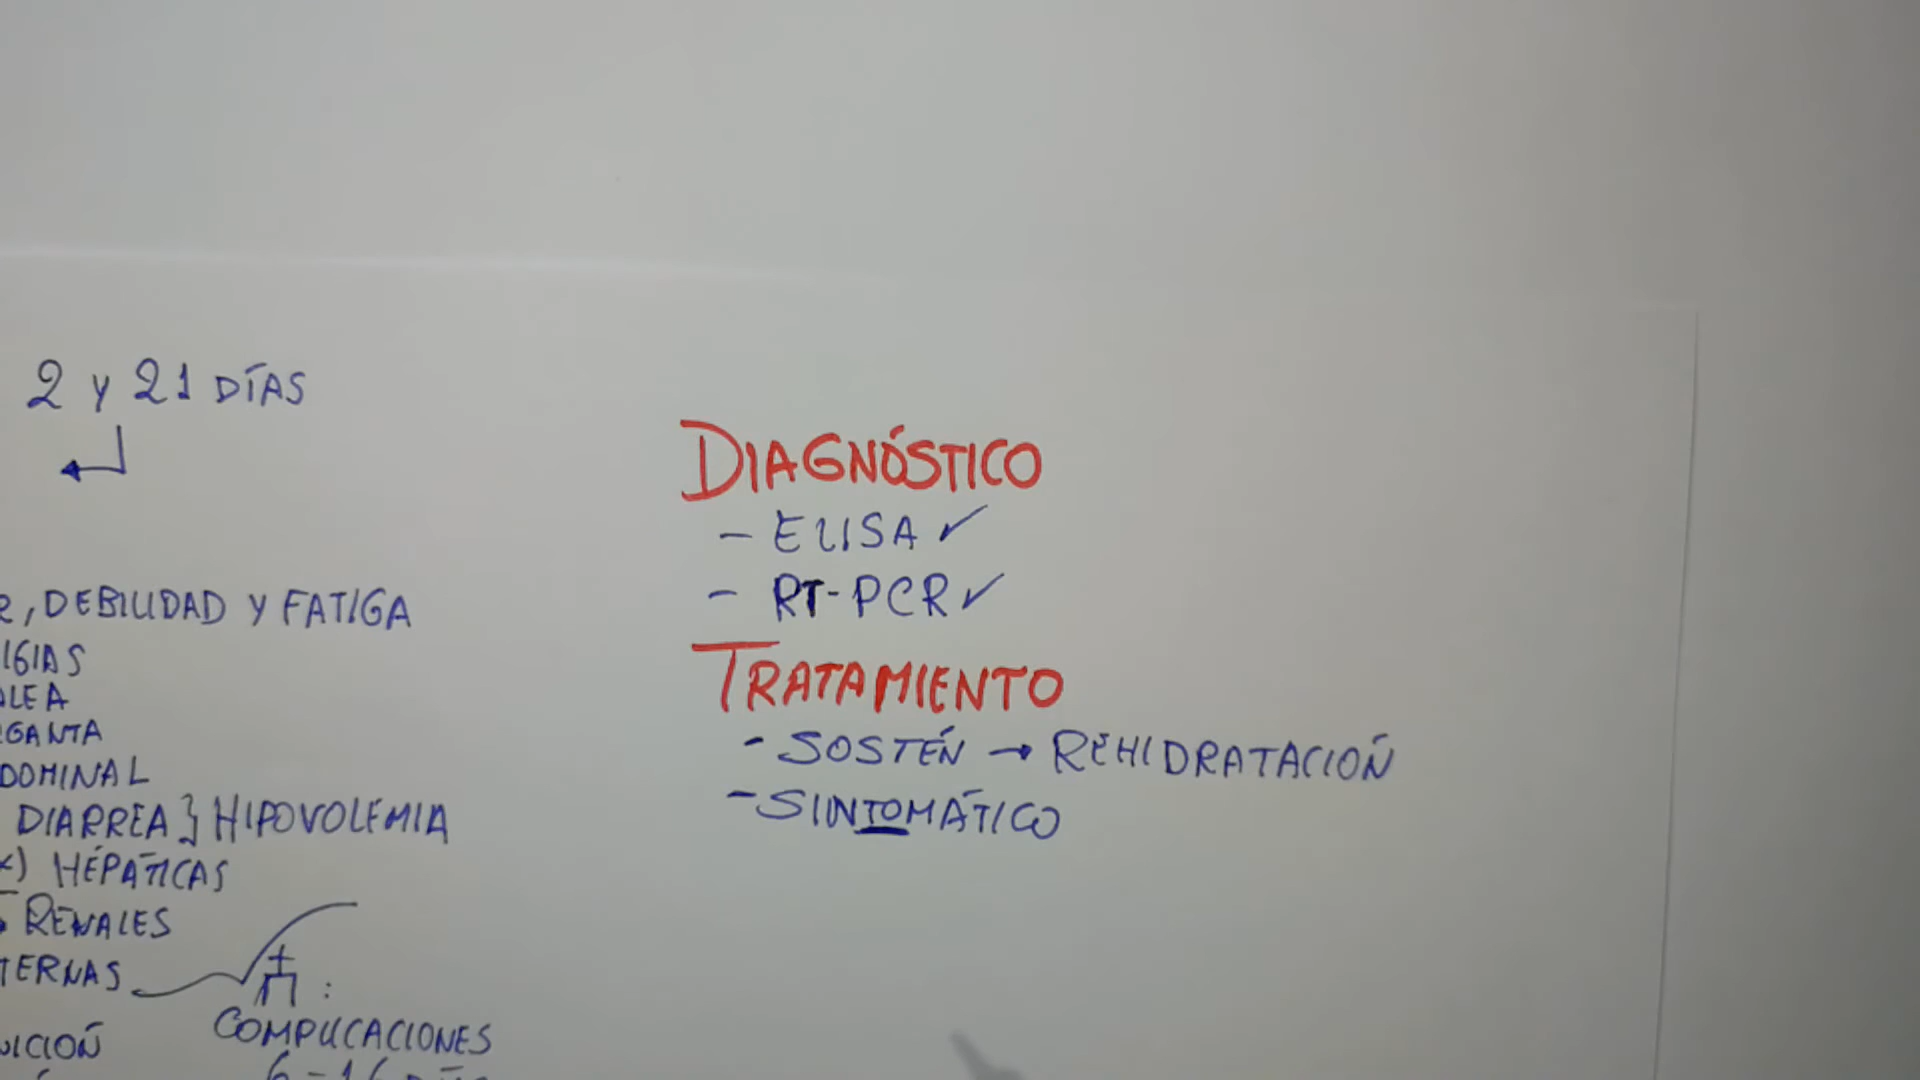 2 Y 21 DÍAS
, DEBILIDAD Y FATIGA
DIARREA } HIPOVOLEMIA
HEPÁTICAS
RENALES
TERNAS
COMPLICACIONES
DIAGNÓSTICO
- ELISA ✓
- RT-PCR ✓
TRATAMIENTO
- SOSTÉN → REHIDRATACIÓN
- SINTOMÁTICO